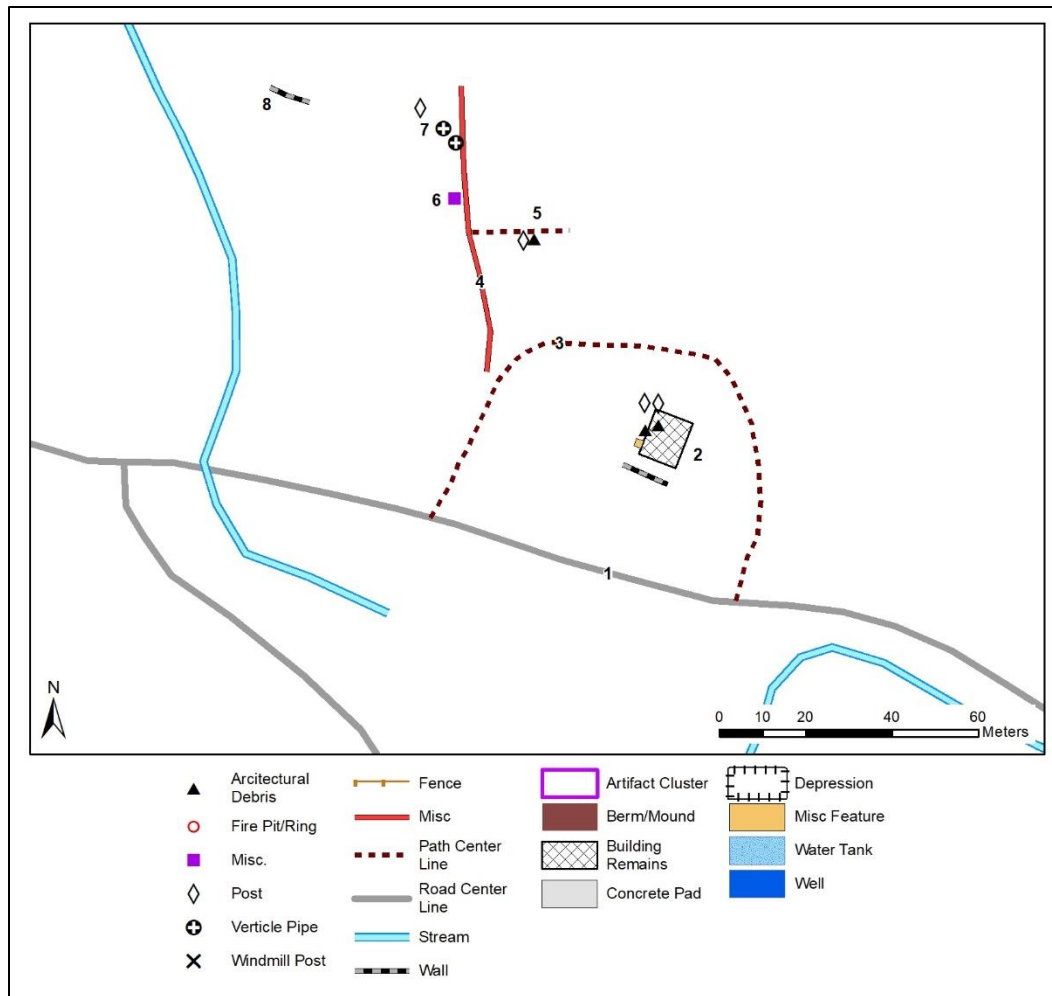 8
7
6
5
4
3
2
1
N
0 10 20 40 60
Meters
Arcitectural
Debris
Fire Pit/Ring
Misc.
Post
Verticle Pipe
Windmill Post
Fence
Misc
Path Center
Line
Road Center
Line
Stream
Wall
Artifact Cluster
Berm/Mound
Building
Remains
Concrete Pad
Depression
Misc Feature
Water Tank
Well